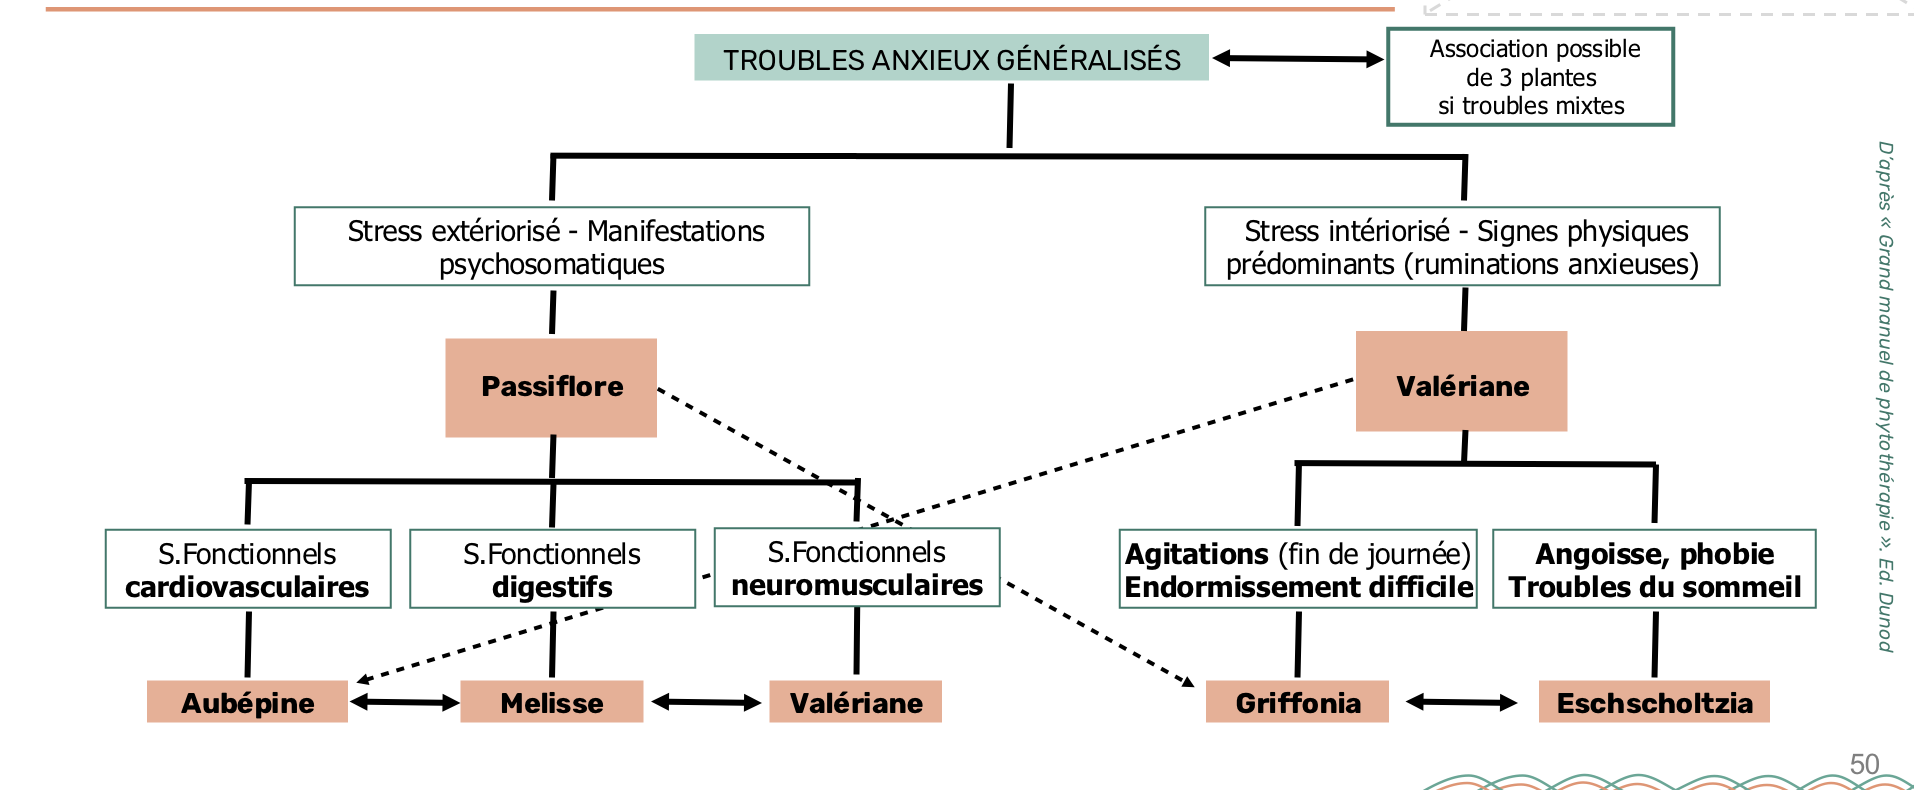 TROUBLES ANXIEUX GÉNÉRALISÉS
Association possible
de 3 plantes
si troubles mixtes
Stress extériorisé - Manifestations
psychosomatiques
Stress intériorisé - Signes physiques
prédominants (ruminations anxieuses)
Passiflore
Valériane
S.Fonctionnels
cardiovasculaires
S.Fonctionnels
digestifs
S.Fonctionnels
neuromusculaires
Agitations (fin de journée)
Endormissement difficile
Angoisse, phobie
Troubles du sommeil
Aubépine
Melisse
Valériane
Griffonia
Eschscholtzia
D'après « Grand manuel de phytothérapie ». Ed. Dunod
50